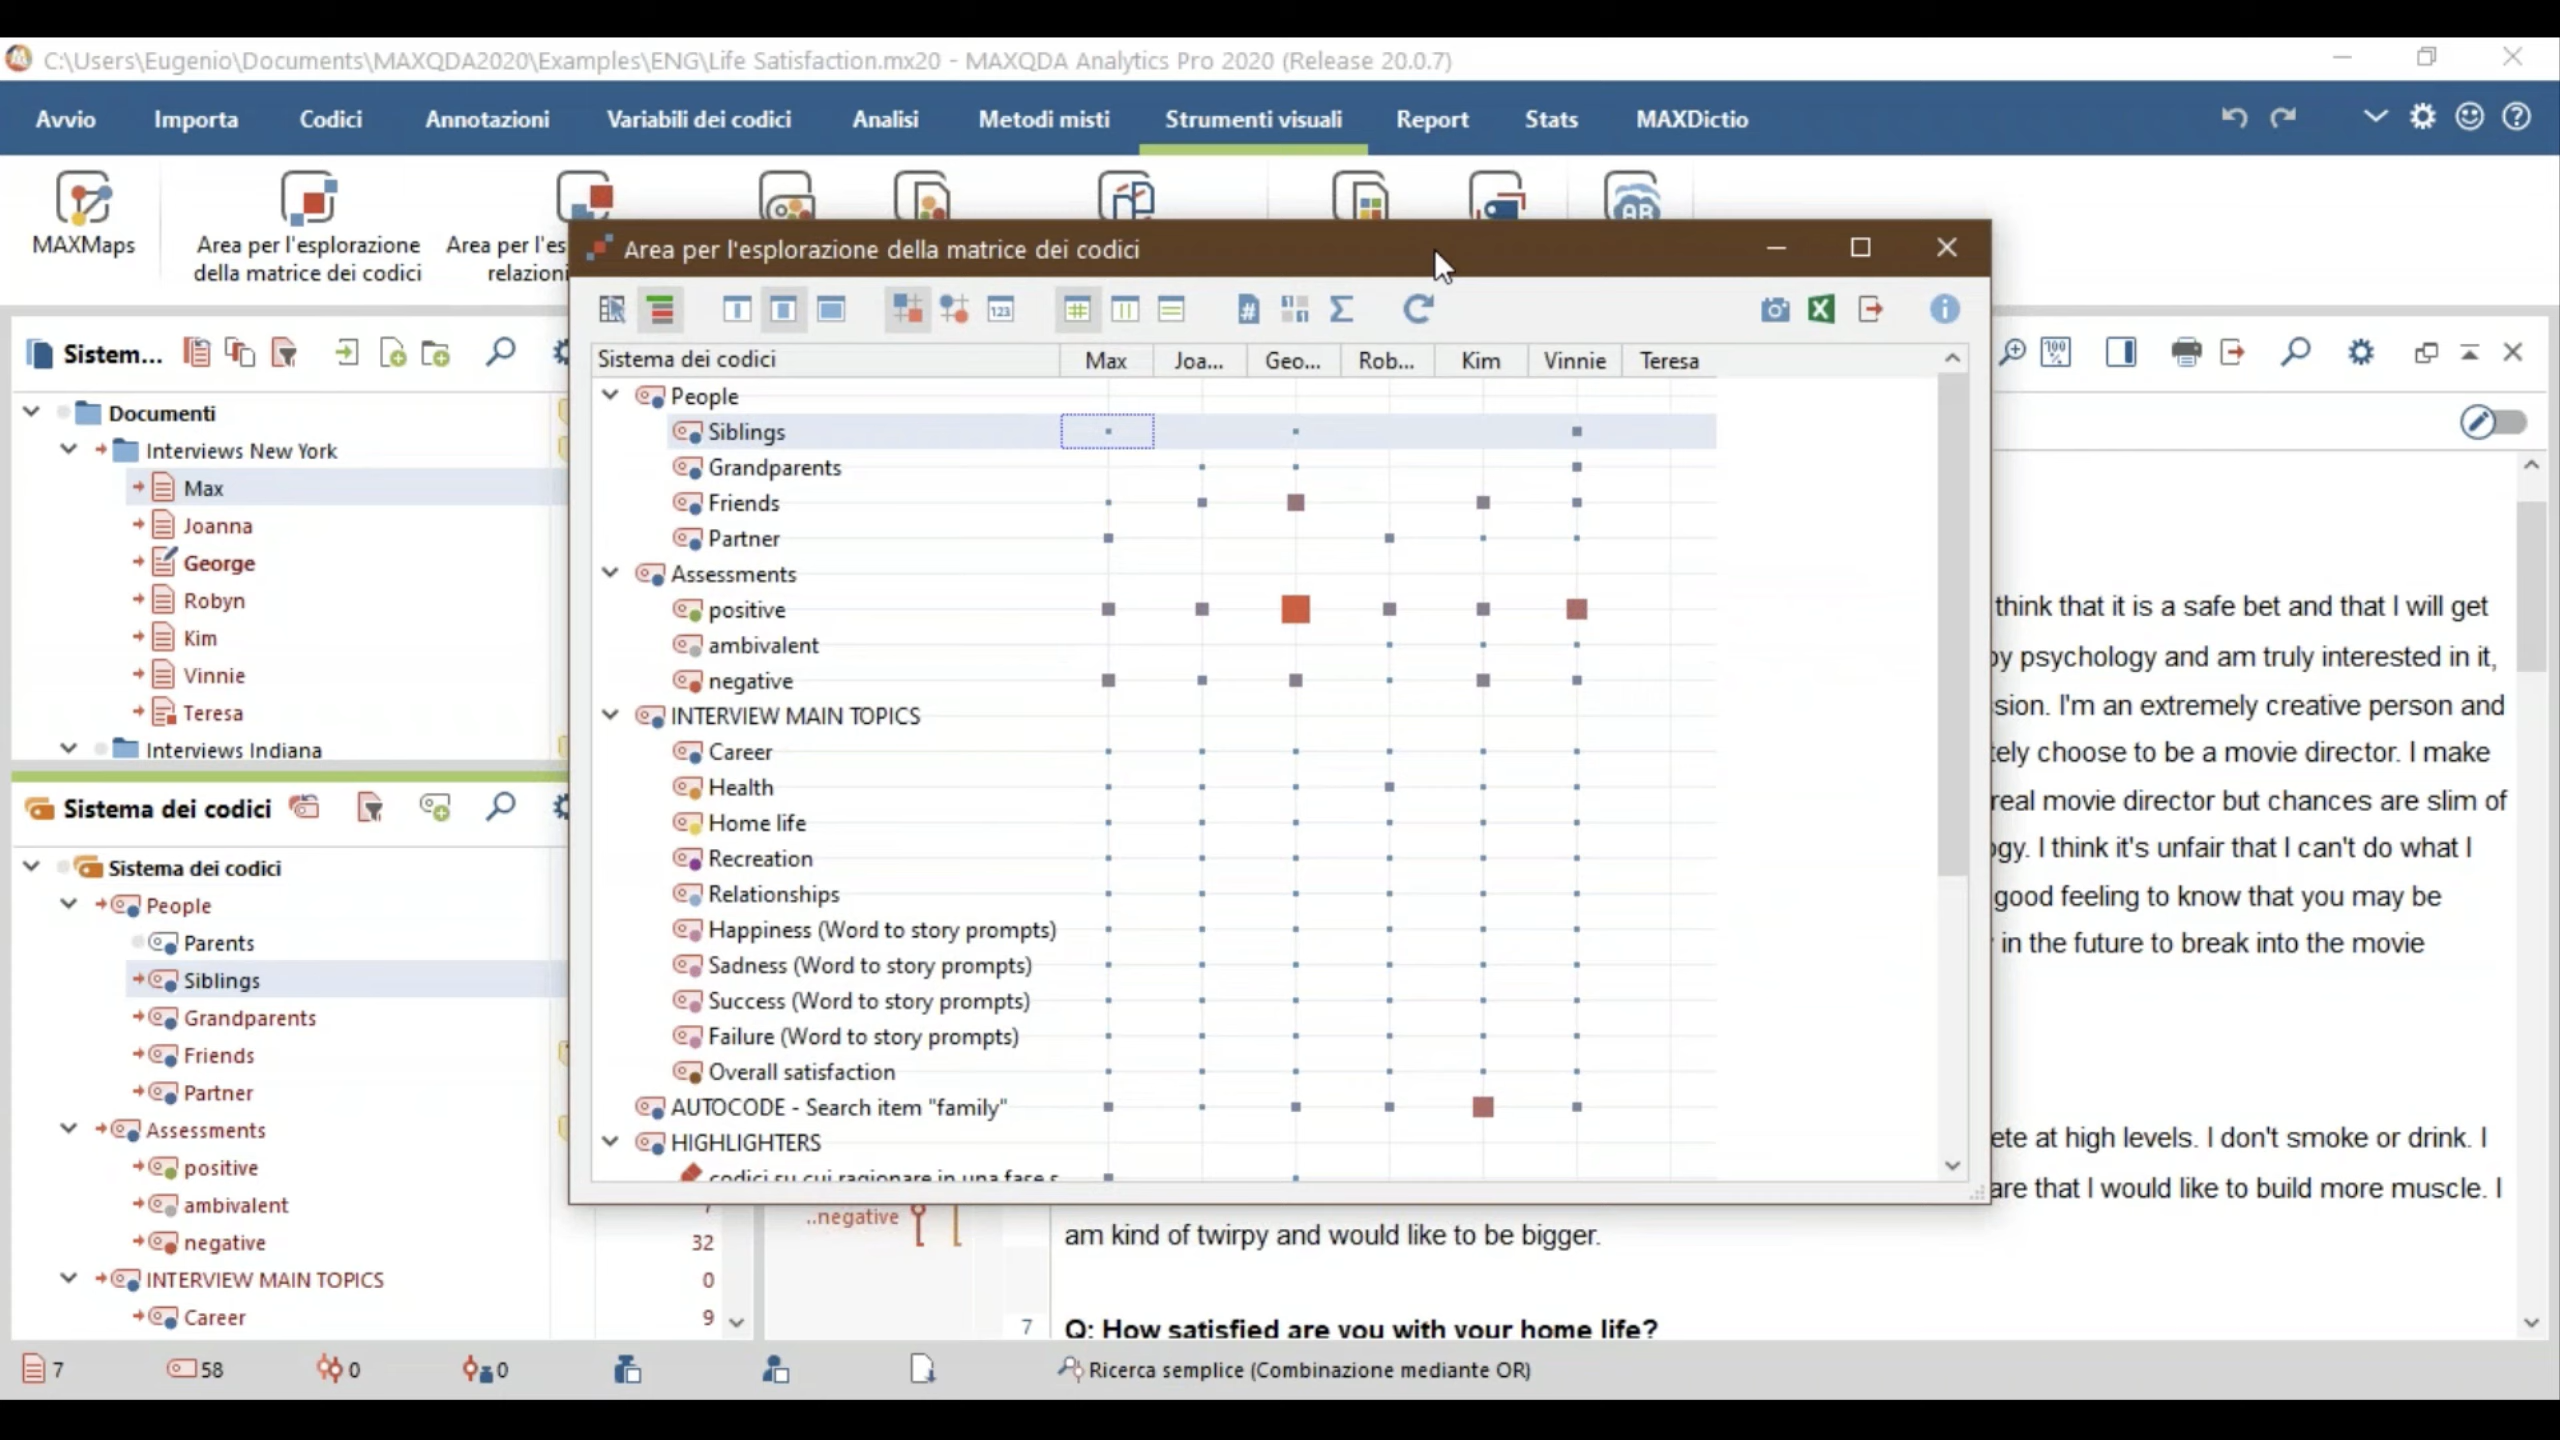 C:\Users\Eugenio\Documents\MAXQDA2020\Examples\ENG\Life Satisfaction.mx20 - MAXQDA Analytics Pro 2020 (Release 20.0.7)
Avvio Importa Codici Annotazioni Variabili dei codici Analisi Metodi misti Strumenti visuali Report Stats MAXDictio
MAXMaps
Area per l'esplorazione
della matrice dei codici
Area per l'es
relazioni
Area per l'esplorazione della matrice dei codici
123
Sistema dei codici Max Joa... Geo... Rob... Kim Vinnie Teresa
People
Siblings
Grandparents
Friends
Partner
Assessments
positive
ambivalent
negative
INTERVIEW MAIN TOPICS
Career
Health
Home life
Recreation
Relationships
Happiness (Word to story prompts)
Sadness (Word to story prompts)
Success (Word to story prompts)
Failure (Word to story prompts)
Overall satisfaction
AUTOCODE - Search item "family"
HIGHLIGHTERS
codici su cui ragionare in una fase s
Sistem...
Documenti
Interviews New York
Max
Joanna
George
Robyn
Kim
Vinnie
Teresa
Interviews Indiana
Sistema dei codici
Sistema dei codici
People
Parents
Siblings
Grandparents
Friends
Partner
Assessments
positive
ambivalent
negative 32
INTERVIEW MAIN TOPICS 0
Career 9
100%
think that it is a safe bet and that I will get
by psychology and am truly interested in it,
sion. I'm an extremely creative person and
tely choose to be a movie director. I make
real movie director but chances are slim of
ogy. I think it's unfair that I can't do what I
good feeling to know that you may be
in the future to break into the movie
ete at high levels. I don't smoke or drink. I
are that I would like to build more muscle. I
..negative
am kind of twirpy and would like to be bigger.
7 Q: How satisfied are you with your home life?
7 58 0 0 Ricerca semplice (Combinazione mediante OR)